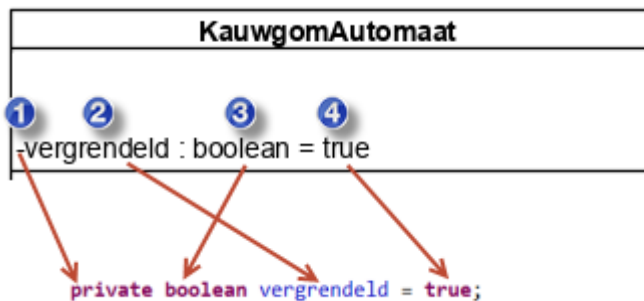 KauwgomAutomaat
1 2 3 4
-vergrendeld : boolean = true
private boolean vergrendeld = true;